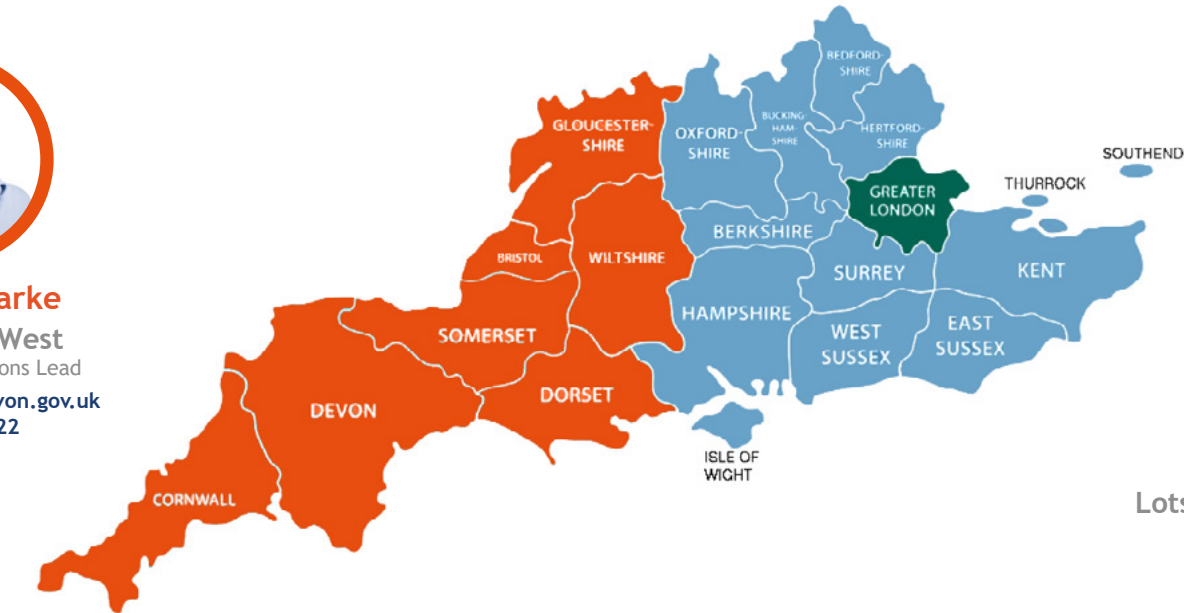 BEDFORD-
SHIRE
BUCKING-
HAM-
SHIRE
HERTFORD-
SHIRE
GLOUCESTER-
SHIRE
OXFORD-
SHIRE
SOUTHEND
THURROCK
GREATER
LONDON
BERKSHIRE
BRISTOL
WILTSHIRE
SURREY
KENT
arke
West
ons Lead
von.gov.uk
22
HAMPSHIRE
SOMERSET
WEST
SUSSEX
EAST
SUSSEX
DEVON
DORSET
ISLE OF
WIGHT
CORNWALL
Lots